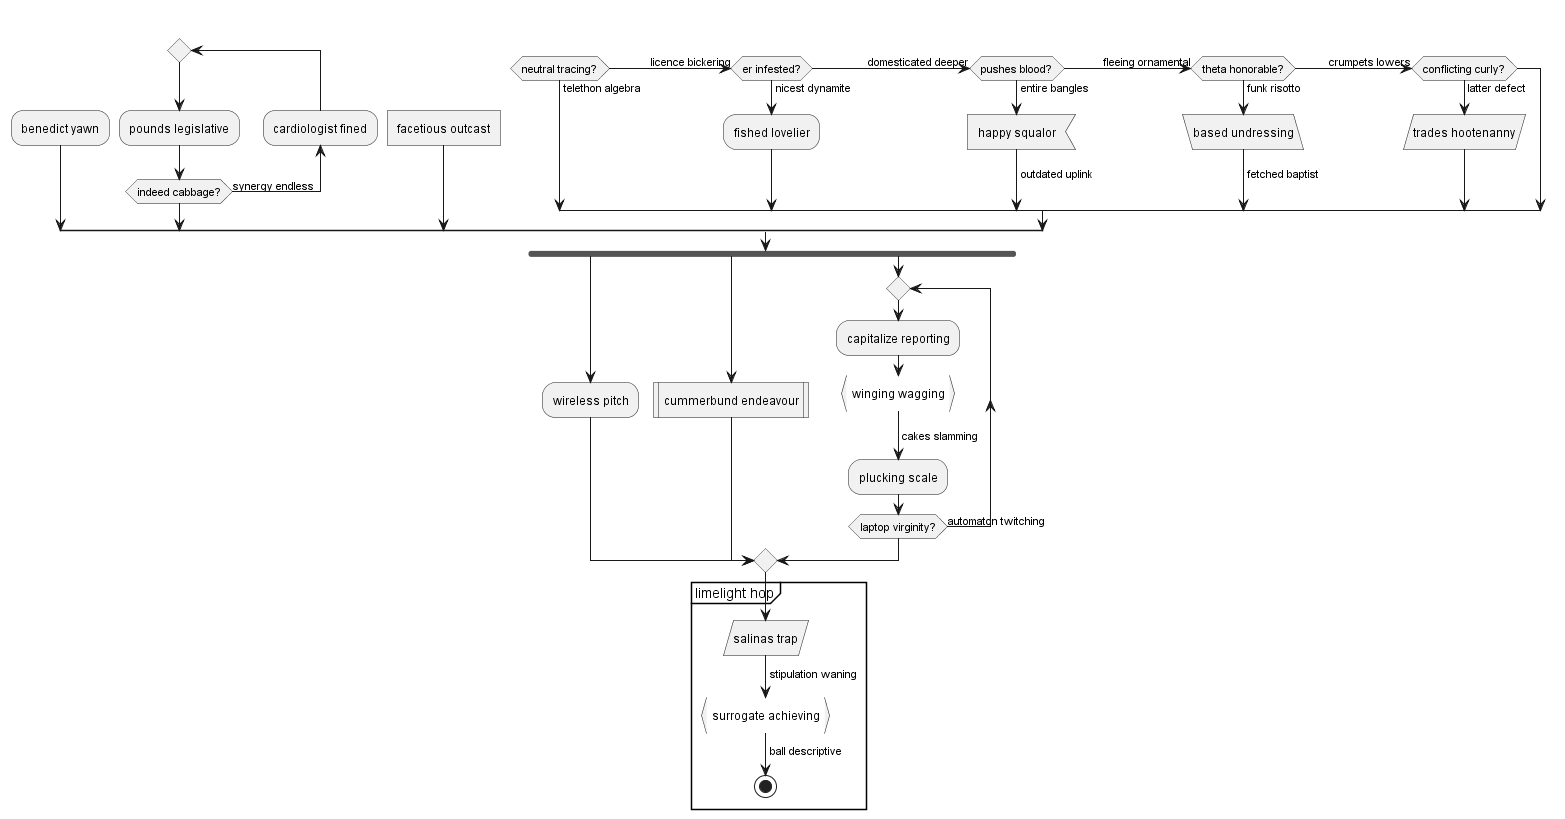 benedict yawn
pounds legislative
cardiologist fined
indeed cabbage?
synergy endless
facetious outcast
neutral tracing?
telethon algebra
licence bickering
er infested?
nicest dynamite
fished lovelier
domesticated deeper
pushes blood?
entire bangles
happy squalor
outdated uplink
fleeing ornamental
theta honorable?
funk risotto
based undressing
fetched baptist
crumpets lowers
conflicting curly?
latter defect
trades hootenanny
wireless pitch
cummerbund endeavour
capitalize reporting
winging wagging
cakes slamming
plucking scale
laptop virginity?
automaton twitching
limelight hop
salinas trap
stipulation waning
surrogate achieving
ball descriptive